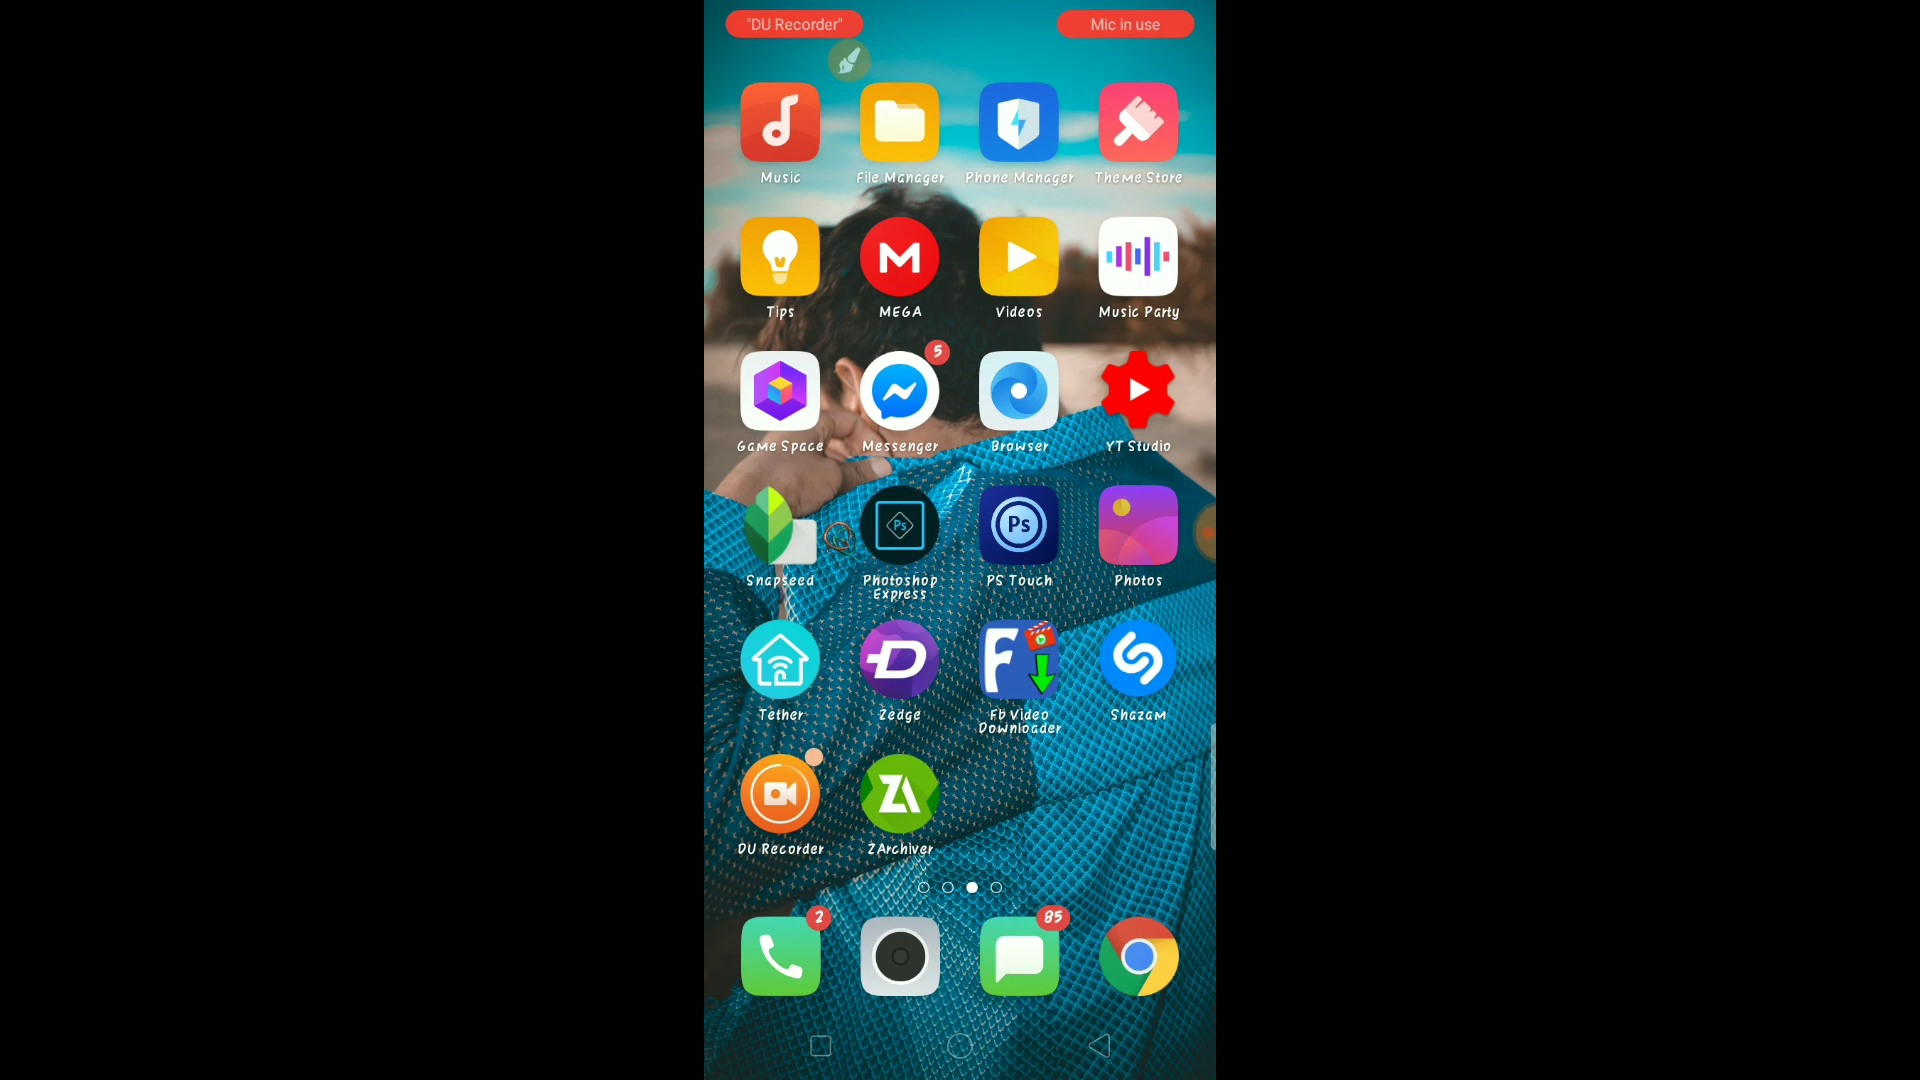 "DU Recorder" Mic in use
Music File Manager Phone Manager Theme Store
Tips MEGA Videos Music Party
5
Game Space Messenger Browser YT Studio
Ps Ps
Snapseed Photoshop Express PS Touch Photos
Tether Zedge Fb Video Downloader Shazam
DU Recorder ZArchiver
2 85